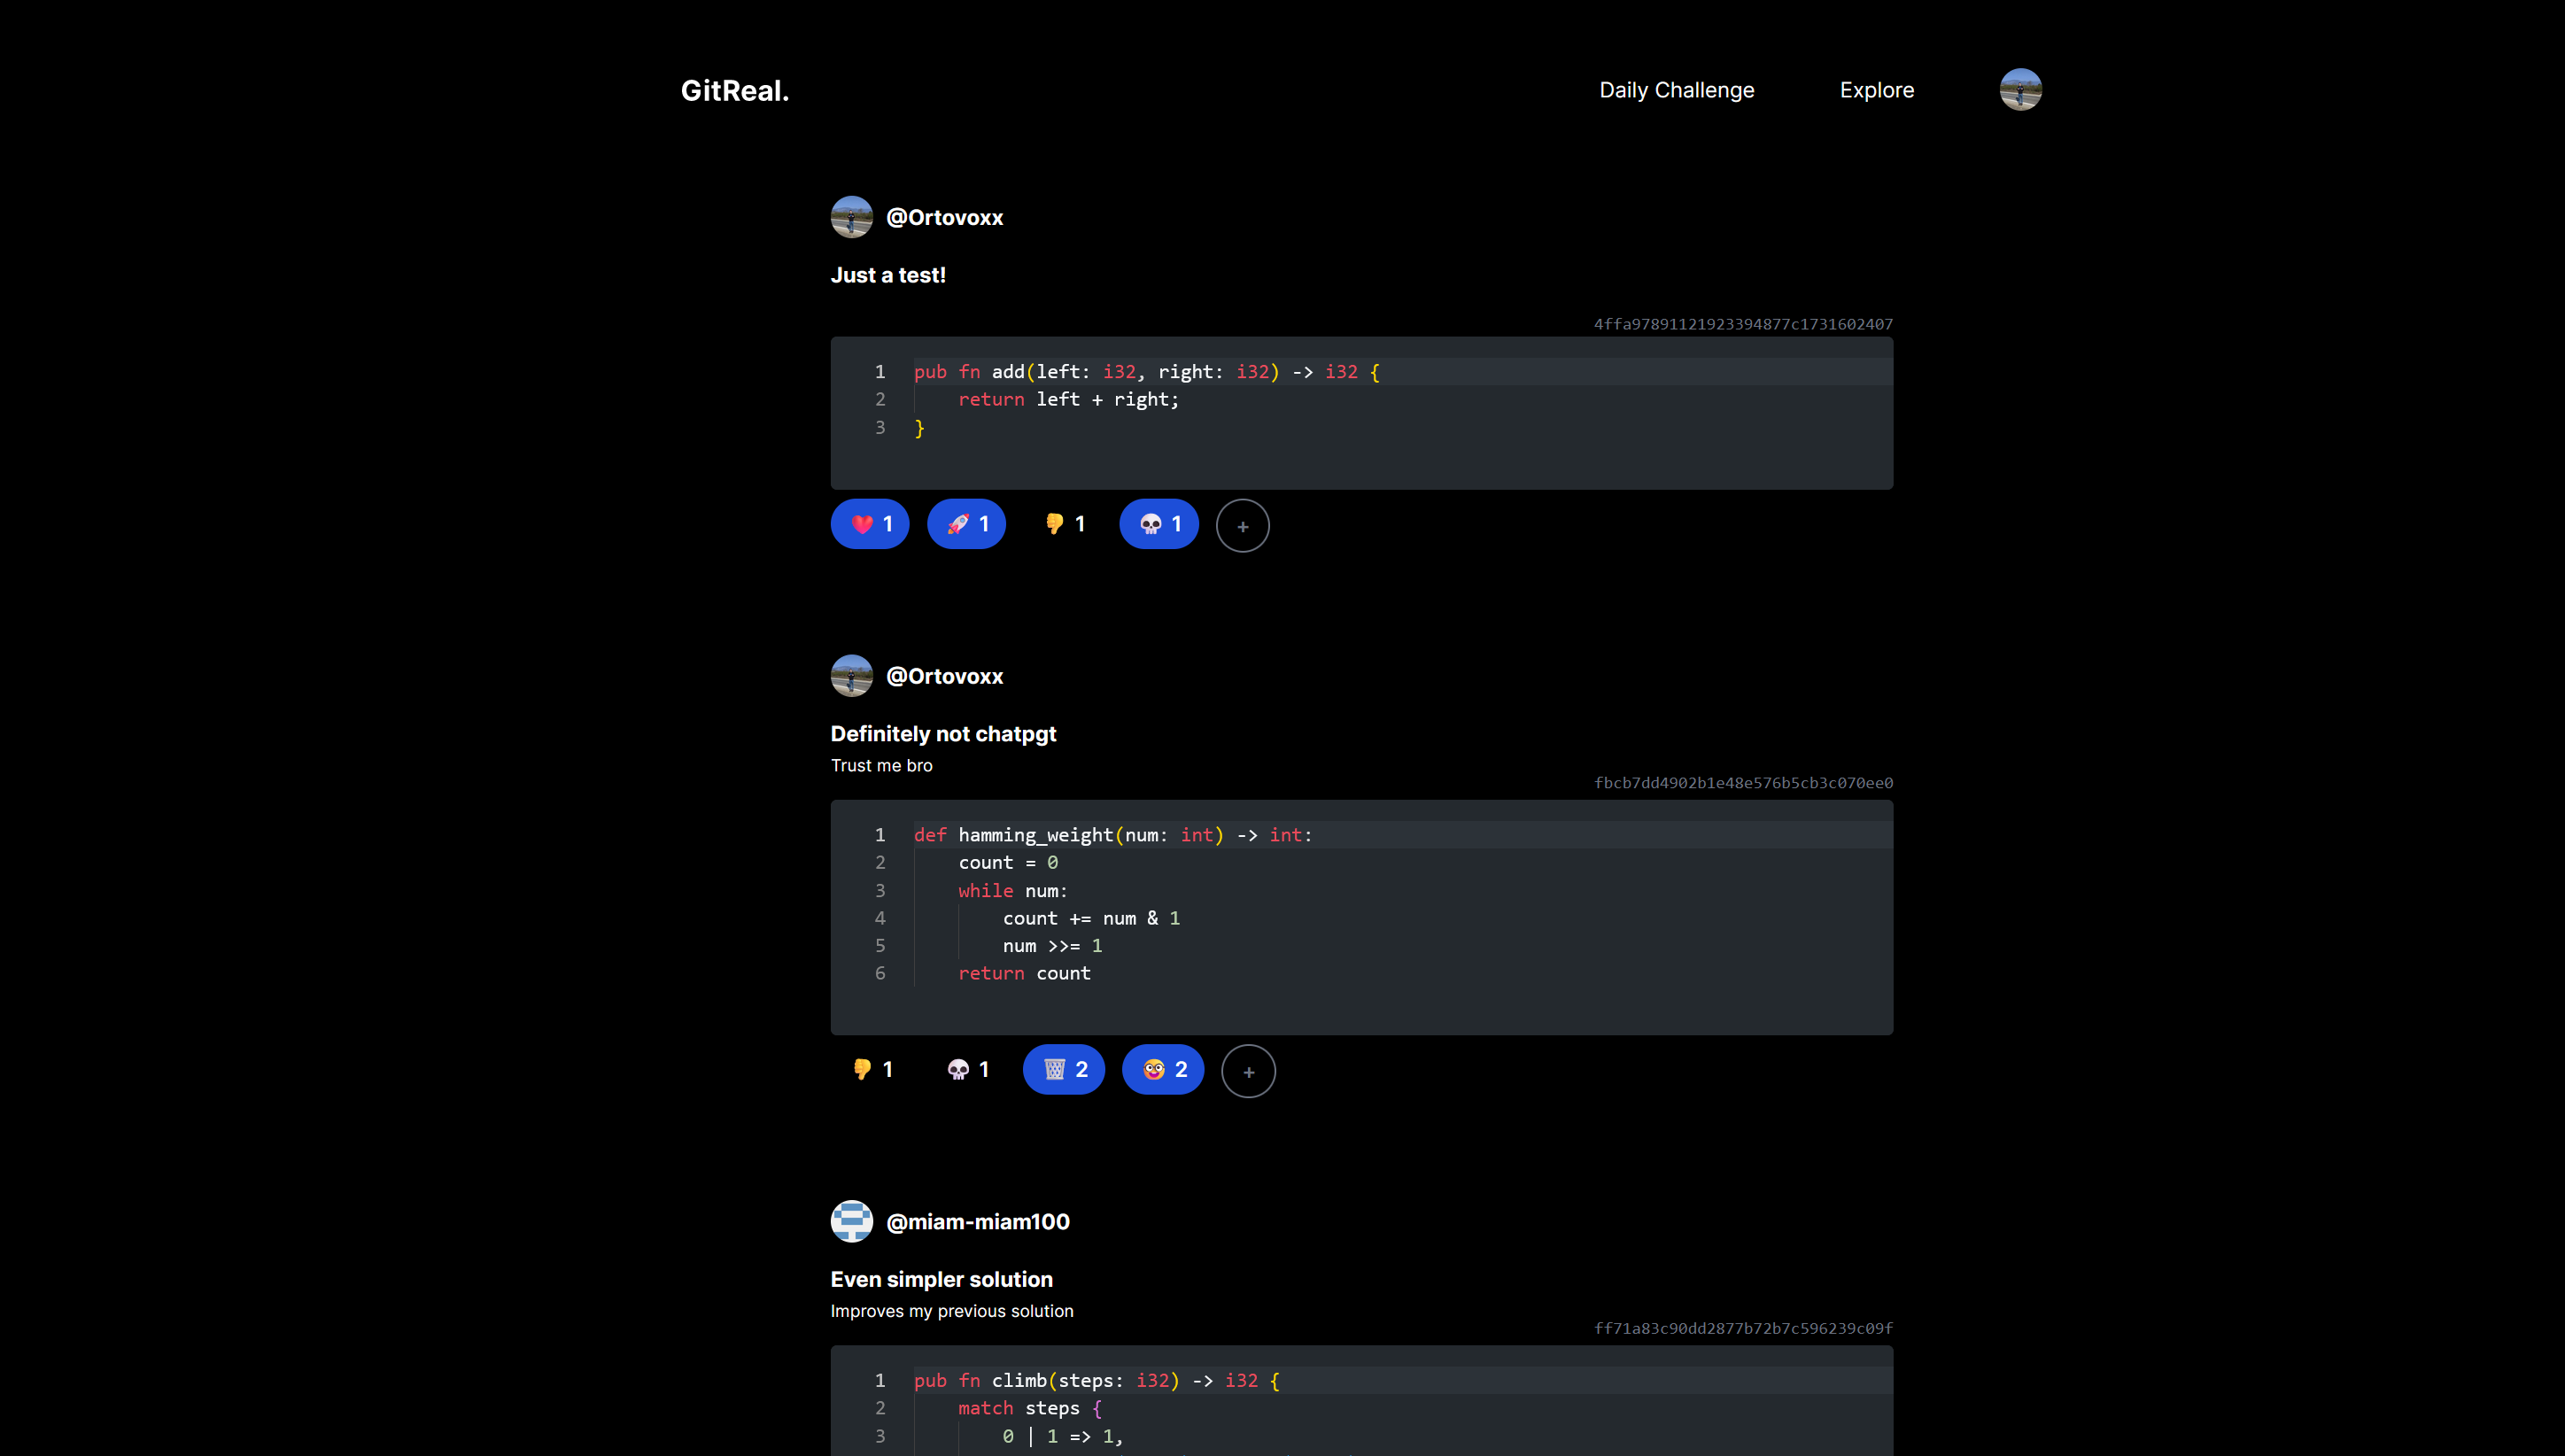 GitReal.
Daily Challenge
Explore
@Ortovoxx
Just a test!
4ffa97891121923394877c1731602407
1 pub fn add(left: i32, right: i32) -> i32 {
2     return left + right;
3 }
❤️ 1 🚀 1 👎 1 💀 1 +
@Ortovoxx
Definitely not chatpgt
Trust me bro
fbcb7dd4902b1e48e576b5cb3c070ee0
1 def hamming_weight(num: int) -> int:
2     count = 0
3     while num:
4         count += num & 1
5         num >>= 1
6     return count
👎 1 💀 1 🗑️ 2 🤡 2 +
@miam-miam100
Even simpler solution
Improves my previous solution
ff71a83c90dd2877b72b7c596239c09f
1 pub fn climb(steps: i32) -> i32 {
2     match steps {
3         0 | 1 => 1,